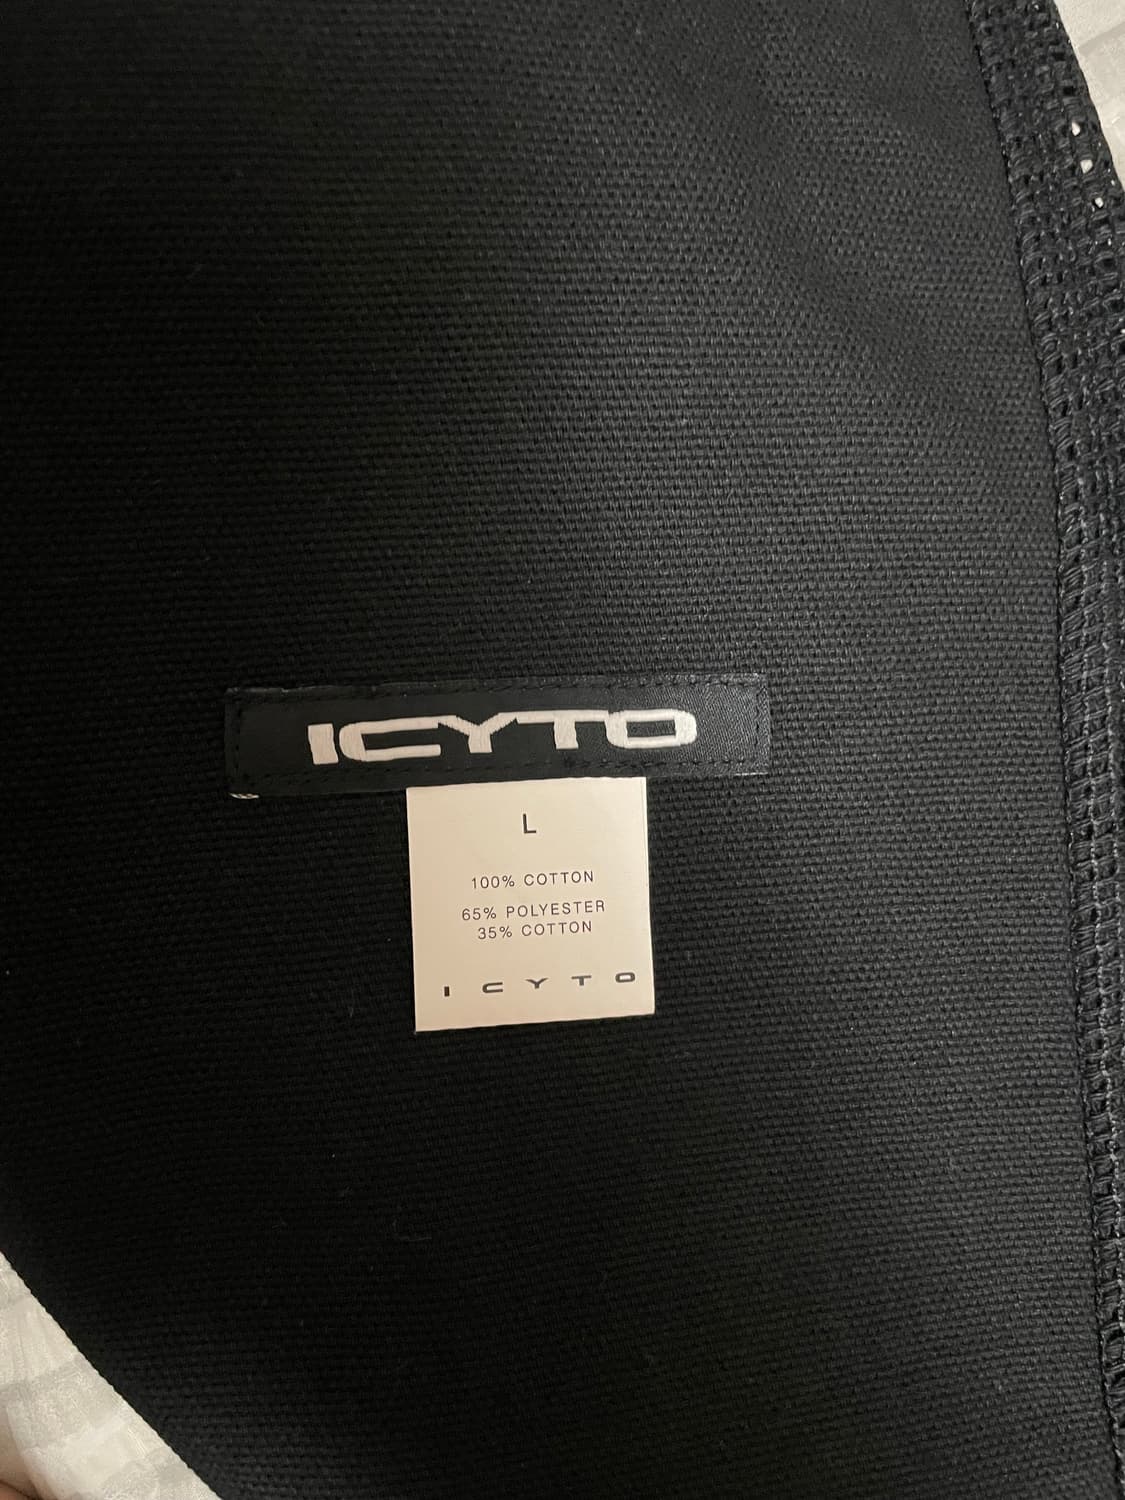 ICYTO
L
100% COTTON
65% POLYESTER
35% COTTON
ICYTO